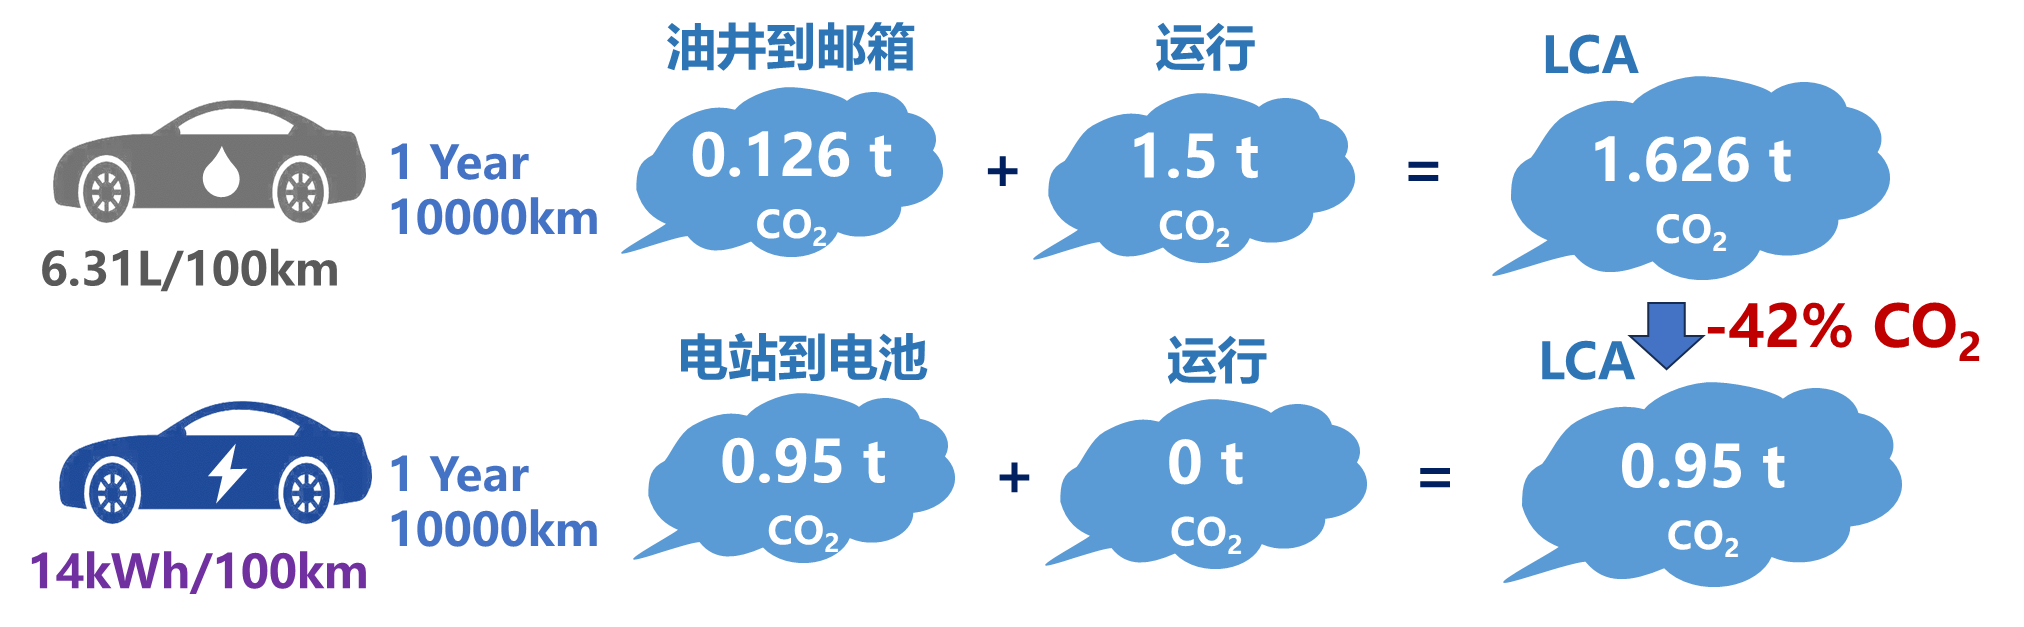 油井到邮箱
运行
LCA
0.126 t
CO₂
+
1.5 t
CO₂
=
1.626 t
CO₂
1 Year
10000km
6.31L/100km
-42% CO₂
电站到电池
运行
LCA
0.95 t
CO₂
+
0 t
CO₂
=
0.95 t
CO₂
1 Year
10000km
14kWh/100km